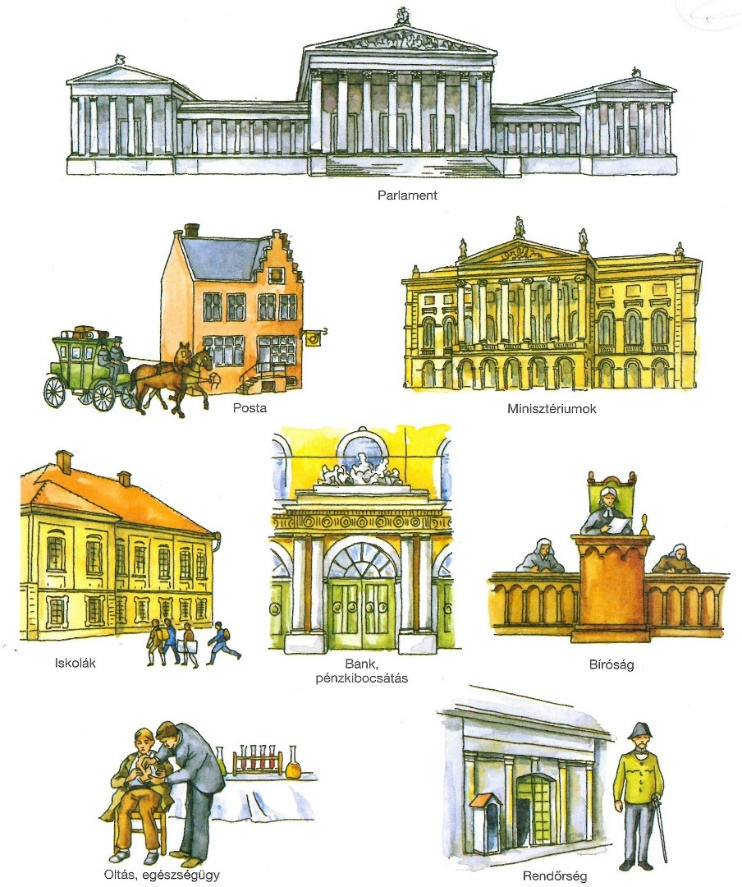 Parlament
Posta
Minisztériumok
Iskolák
Bank,
pénzkibocsátás
Bíróság
Oltás, egészségügy
Rendőrség